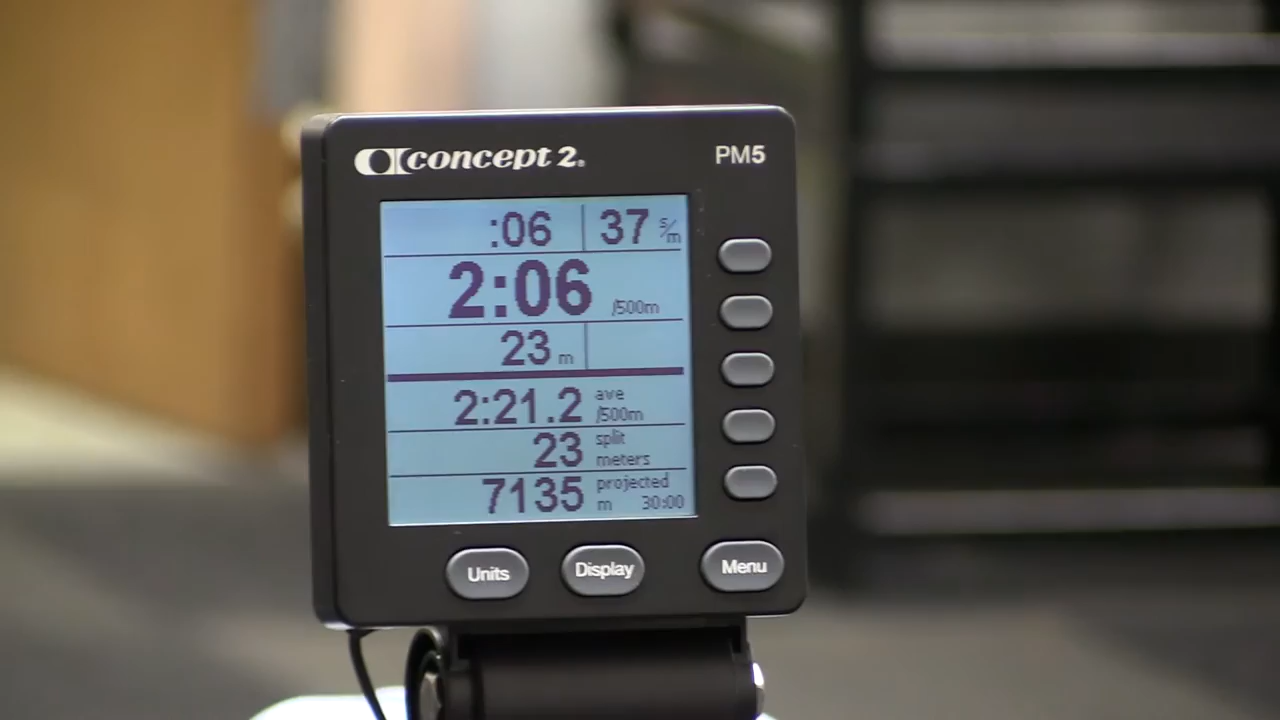 concept 2®
PM5
:06 37 s/m
2:06 /500m
23 m
2:21.2 ave /500m
23 split meters
7135 projected m 30:00
Units Display Menu